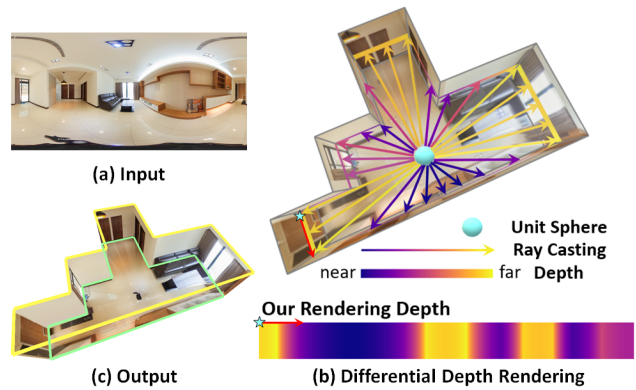 (a) Input
Unit Sphere
Ray Casting
near far Depth
Our Rendering Depth
(c) Output
(b) Differential Depth Rendering